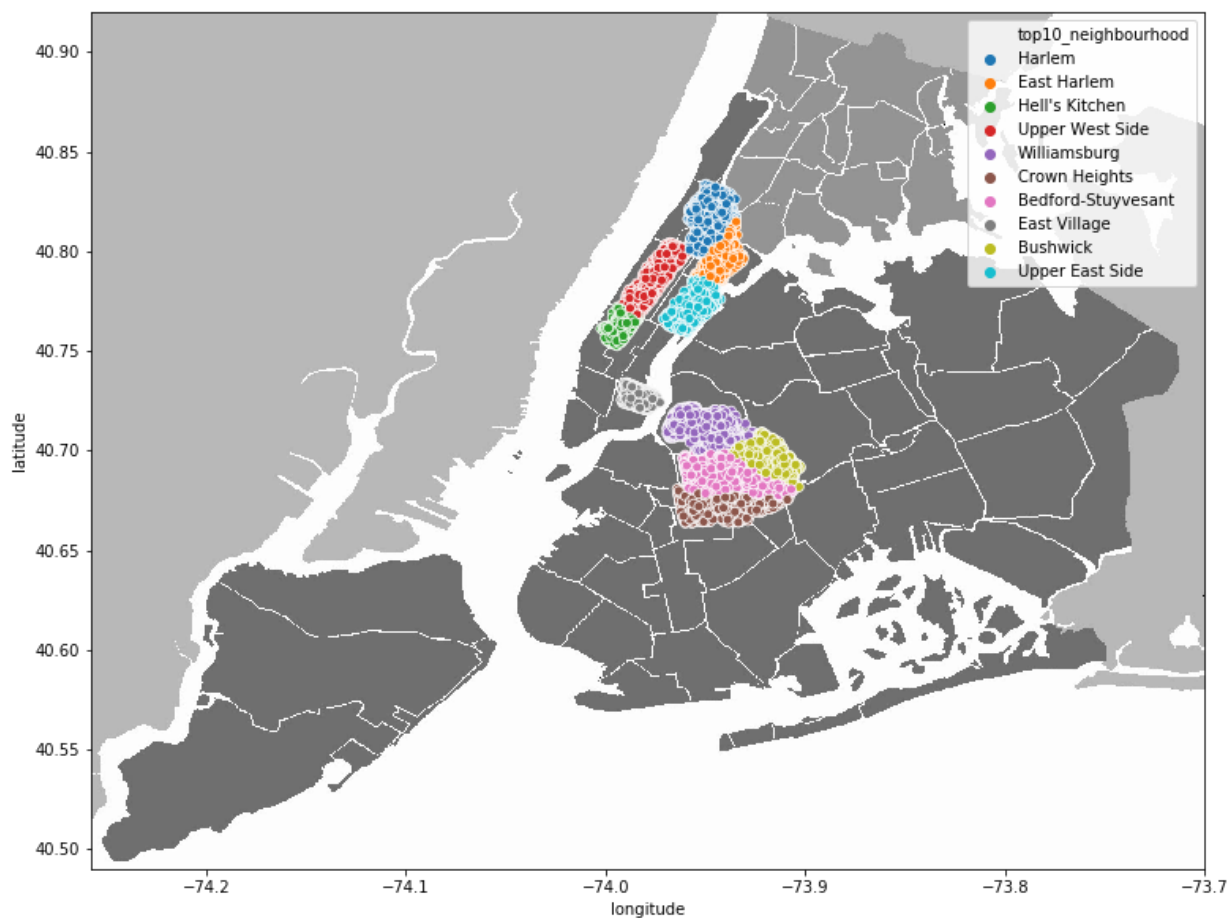 top10_neighbourhood
Harlem
East Harlem
Hell's Kitchen
Upper West Side
Williamsburg
Crown Heights
Bedford-Stuyvesant
East Village
Bushwick
Upper East Side
latitude
40.90
40.85
40.80
40.75
40.70
40.65
40.60
40.55
40.50
−74.2 −74.1 −74.0 −73.9 −73.8 −73.7
longitude